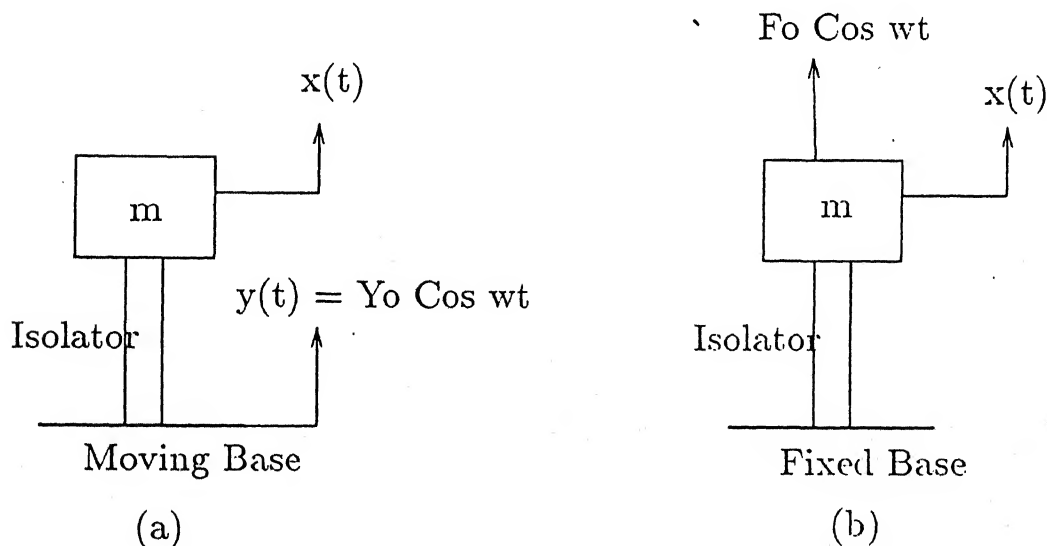 x(t)
m
y(t) = Yo Cos wt
Isolator
Moving Base
(a)
Fo Cos wt
x(t)
m
Isolator
Fixed Base
(b)